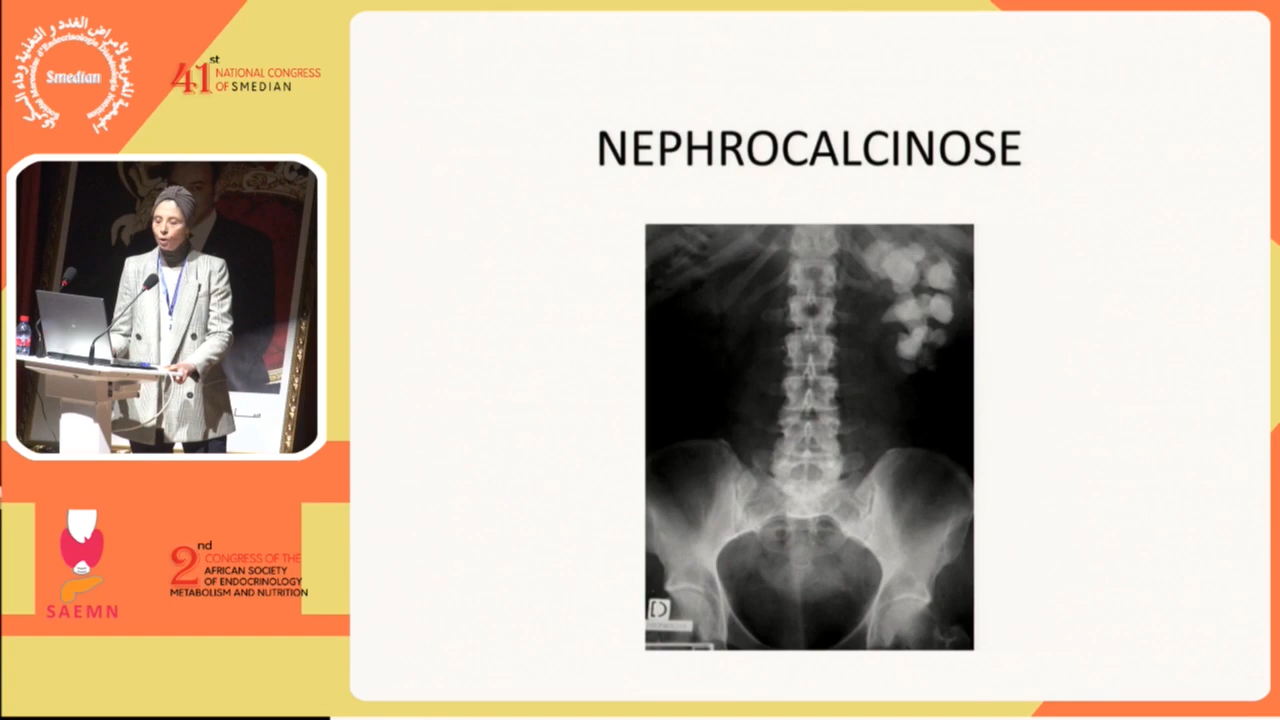 Smedian
41st
NATIONAL CONGRESS
OF SMEDIAN
NEPHROCALCINOSE
D
SAEMN
2nd
CONGRESS OF THE
AFRICAN SOCIETY
OF ENDOCRINOLOGY
METABOLISM AND NUTRITION